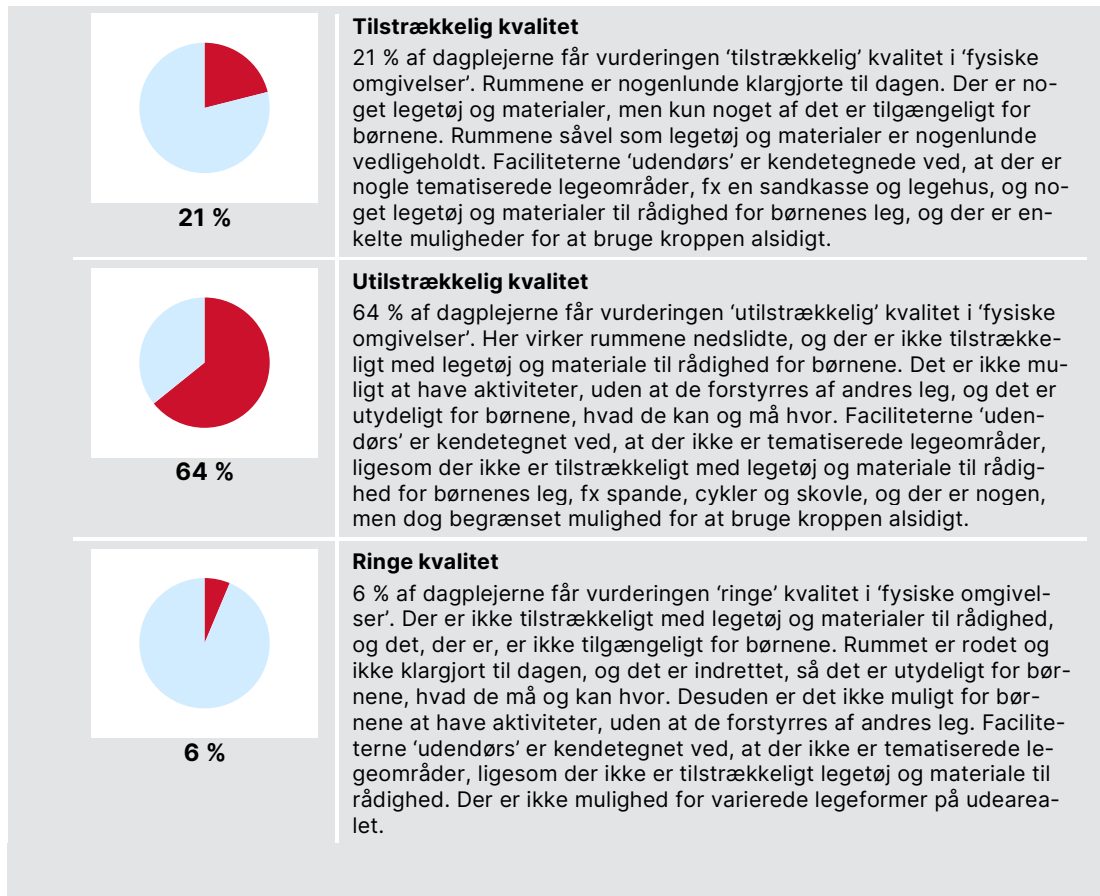 Tilstrækkelig kvalitet
21 % af dagplejerne får vurderingen ‘tilstrækkelig’ kvalitet i ‘fysiske
omgivelser’. Rummene er nogenlunde klargjorte til dagen. Der er no-
get legetøj og materialer, men kun noget af det er tilgængeligt for
børnene. Rummene såvel som legetøj og materialer er nogenlunde
vedligeholdt. Faciliteterne ‘udendørs’ er kendetegnede ved, at der er
nogle tematiserede legeområder, fx en sandkasse og legehus, og no-
get legetøj og materialer til rådighed for børnenes leg, og der er en-
kelte muligheder for at bruge kroppen alsidigt.
21 %
Utilstrækkelig kvalitet
64 % af dagplejerne får vurderingen ‘utilstrækkelig’ kvalitet i ‘fysiske
omgivelser’. Her virker rummene nedslidte, og der er ikke tilstrække-
ligt med legetøj og materiale til rådighed for børnene. Det er ikke mu-
ligt at have aktiviteter, uden at de forstyrres af andres leg, og det er
utydeligt for børnene, hvad de kan og må hvor. Faciliteterne ‘uden-
dørs’ er kendetegnet ved, at der ikke er tematiserede legeområder,
ligesom der ikke er tilstrækkeligt med legetøj og materiale til rådig-
hed for børnenes leg, fx spande, cykler og skovle, og der er nogen,
men dog begrænset mulighed for at bruge kroppen alsidigt.
64 %
Ringe kvalitet
6 % af dagplejerne får vurderingen ‘ringe’ kvalitet i ‘fysiske omgivel-
ser’. Der er ikke tilstrækkeligt med legetøj og materialer til rådighed,
og det, der er, er ikke tilgængeligt for børnene. Rummet er rodet og
ikke klargjort til dagen, og det er indrettet, så det er utydeligt for bør-
nene, hvad de må og kan hvor. Desuden er det ikke muligt for bør-
nene at have aktiviteter, uden at de forstyrres af andres leg. Facilite-
terne ‘udendørs’ er kendetegnet ved, at der ikke er tematiserede le-
geområder, ligesom der ikke er tilstrækkeligt legetøj og materiale til
rådighed. Der er ikke mulighed for varierede legeformer på udearea-
let.
6 %